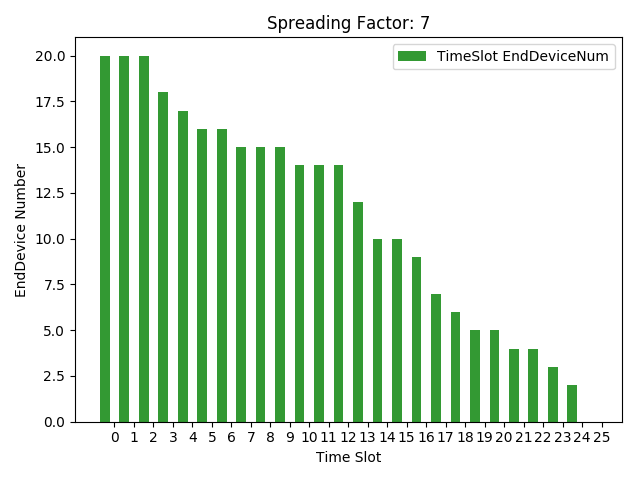 Spreading Factor: 7
TimeSlot EndDeviceNum
EndDevice Number
20.0
17.5
15.0
12.5
10.0
7.5
5.0
2.5
0.0
0 1 2 3 4 5 6 7 8 9 10 11 12 13 14 15 16 17 18 19 20 21 22 23 24 25
Time Slot